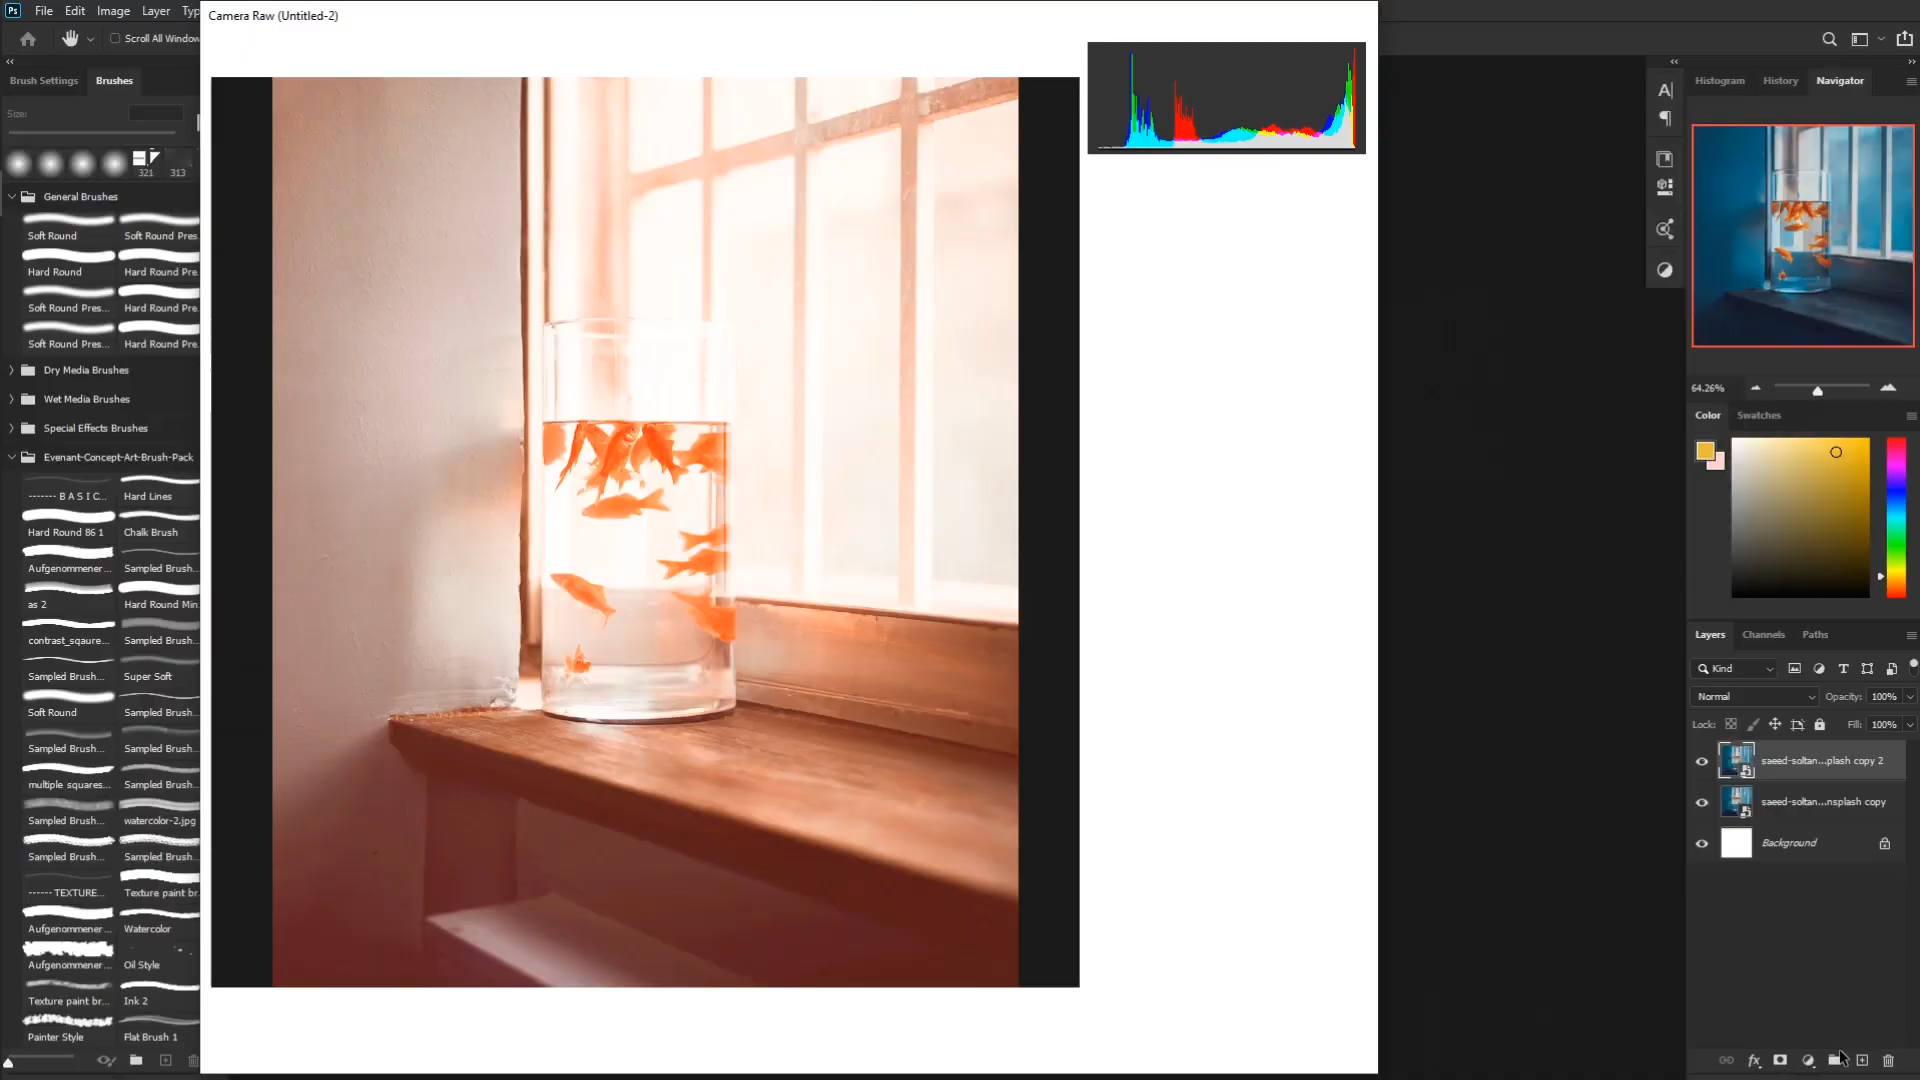 Ps File Edit Image Layer Typ
Camera Raw (Untitled-2)
Scroll All Window
Brush Settings Brushes
Size:
321 313
General Brushes
Soft Round Soft Round Pres
Hard Round Hard Round Pre.
Soft Round Pres... Hard Round Pre.
Soft Round Pres... Hard Round Pre.
Dry Media Brushes
Wet Media Brushes
Special Effects Brushes
Evenant-Concept-Art-Brush-Pack
------- B A S I C... Hard Lines
Hard Round 86 1 Chalk Brush
Aufgenommener... Sampled Brush...
as 2 Hard Round Min.
contrast_sqaure... Sampled Brush...
Sampled Brush... Super Soft
Soft Round Sampled Brush...
Sampled Brush... Sampled Brush...
multiple squares... Sampled Brush...
Sampled Brush... watercolor-2.jpg
Sampled Brush... Sampled Brush...
------ TEXTURE... Texture paint br...
Aufgenommener... Watercolor
Aufgenommener... Oil Style
Texture paint br... Ink 2
Painter Style Flat Brush 1
Histogram History Navigator
64.26%
Color Swatches
Layers Channels Paths
Kind
Normal Opacity: 100%
Lock: Fill: 100%
saeed-soltan...plash copy 2
saeed-soltan...nsplash copy
Background
fx